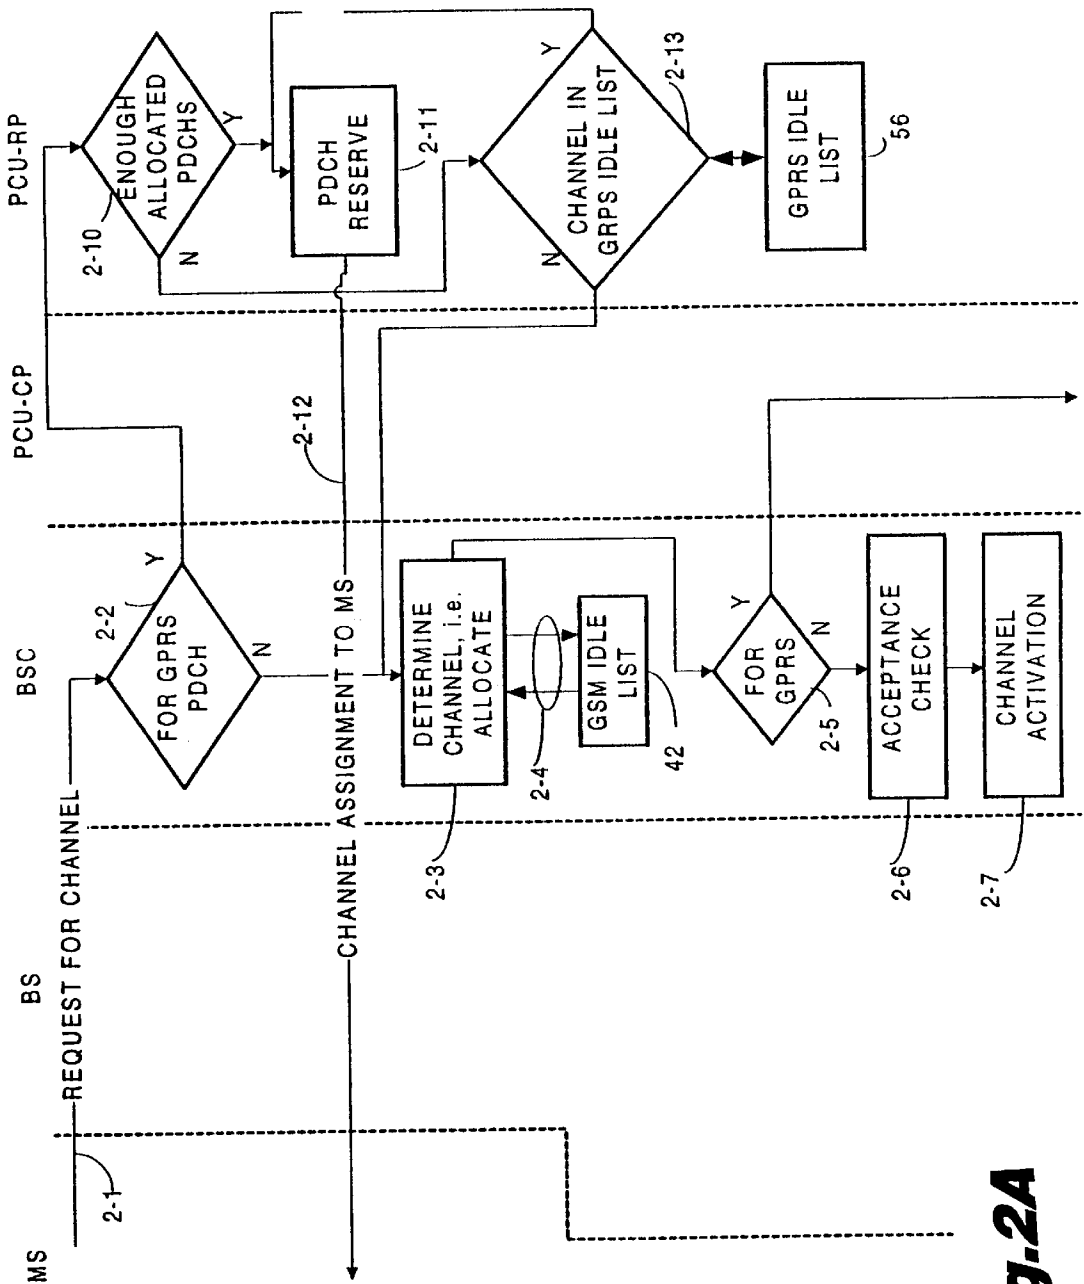 MS
BS
BSC
PCU-CP
PCU-RP
2-1
REQUEST FOR CHANNEL
FOR GPRS
PDCH
2-2
Y
N
2-10
ENOUGH
ALLOCATED
PDCHS
Y
N
PDCH
RESERVE
2-11
2-12
CHANNEL ASSIGNMENT TO MS
DETERMINE
CHANNEL, i.e.
ALLOCATE
2-3
2-4
GSM IDLE
LIST
42
CHANNEL IN
GRPS IDLE LIST
Y
N
2-13
GPRS IDLE
LIST
56
FOR
GPRS
Y
N
2-5
ACCEPTANCE
CHECK
2-6
CHANNEL
ACTIVATION
2-7
g.2A